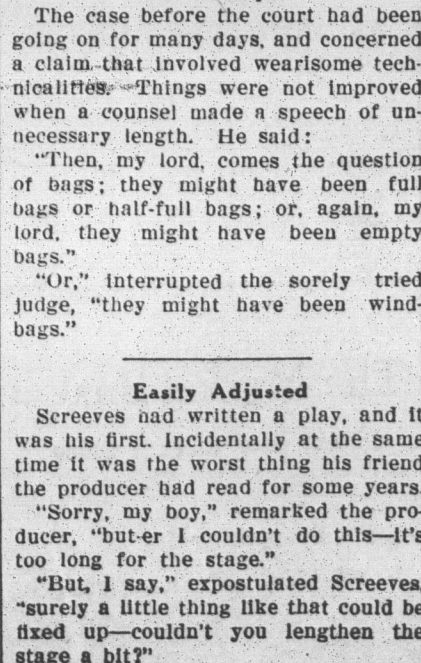 The case before the court had been
going on for many days, and concerned
a claim that involved wearisome tech-
nicalities. Things were not improved
when a counsel made a speech of un-
necessary length. He said:
"Then, my lord, comes the question
of bags; they might have been full
bags or half-full bags; or, again, my
lord, they might have been empty
bags."
"Or," interrupted the sorely tried
judge, "they might have been wind-
bags."
Easily Adjusted
Screeves had written a play, and it
was his first. Incidentally at the same
time it was the worst thing his friend
the producer had read for some years.
"Sorry, my boy," remarked the pro-
ducer, "but-er I couldn't do this—it's
too long for the stage."
"But, I say," expostulated Screeves,
"surely a little thing like that could be
fixed up—couldn't you lengthen the
stage a bit?"